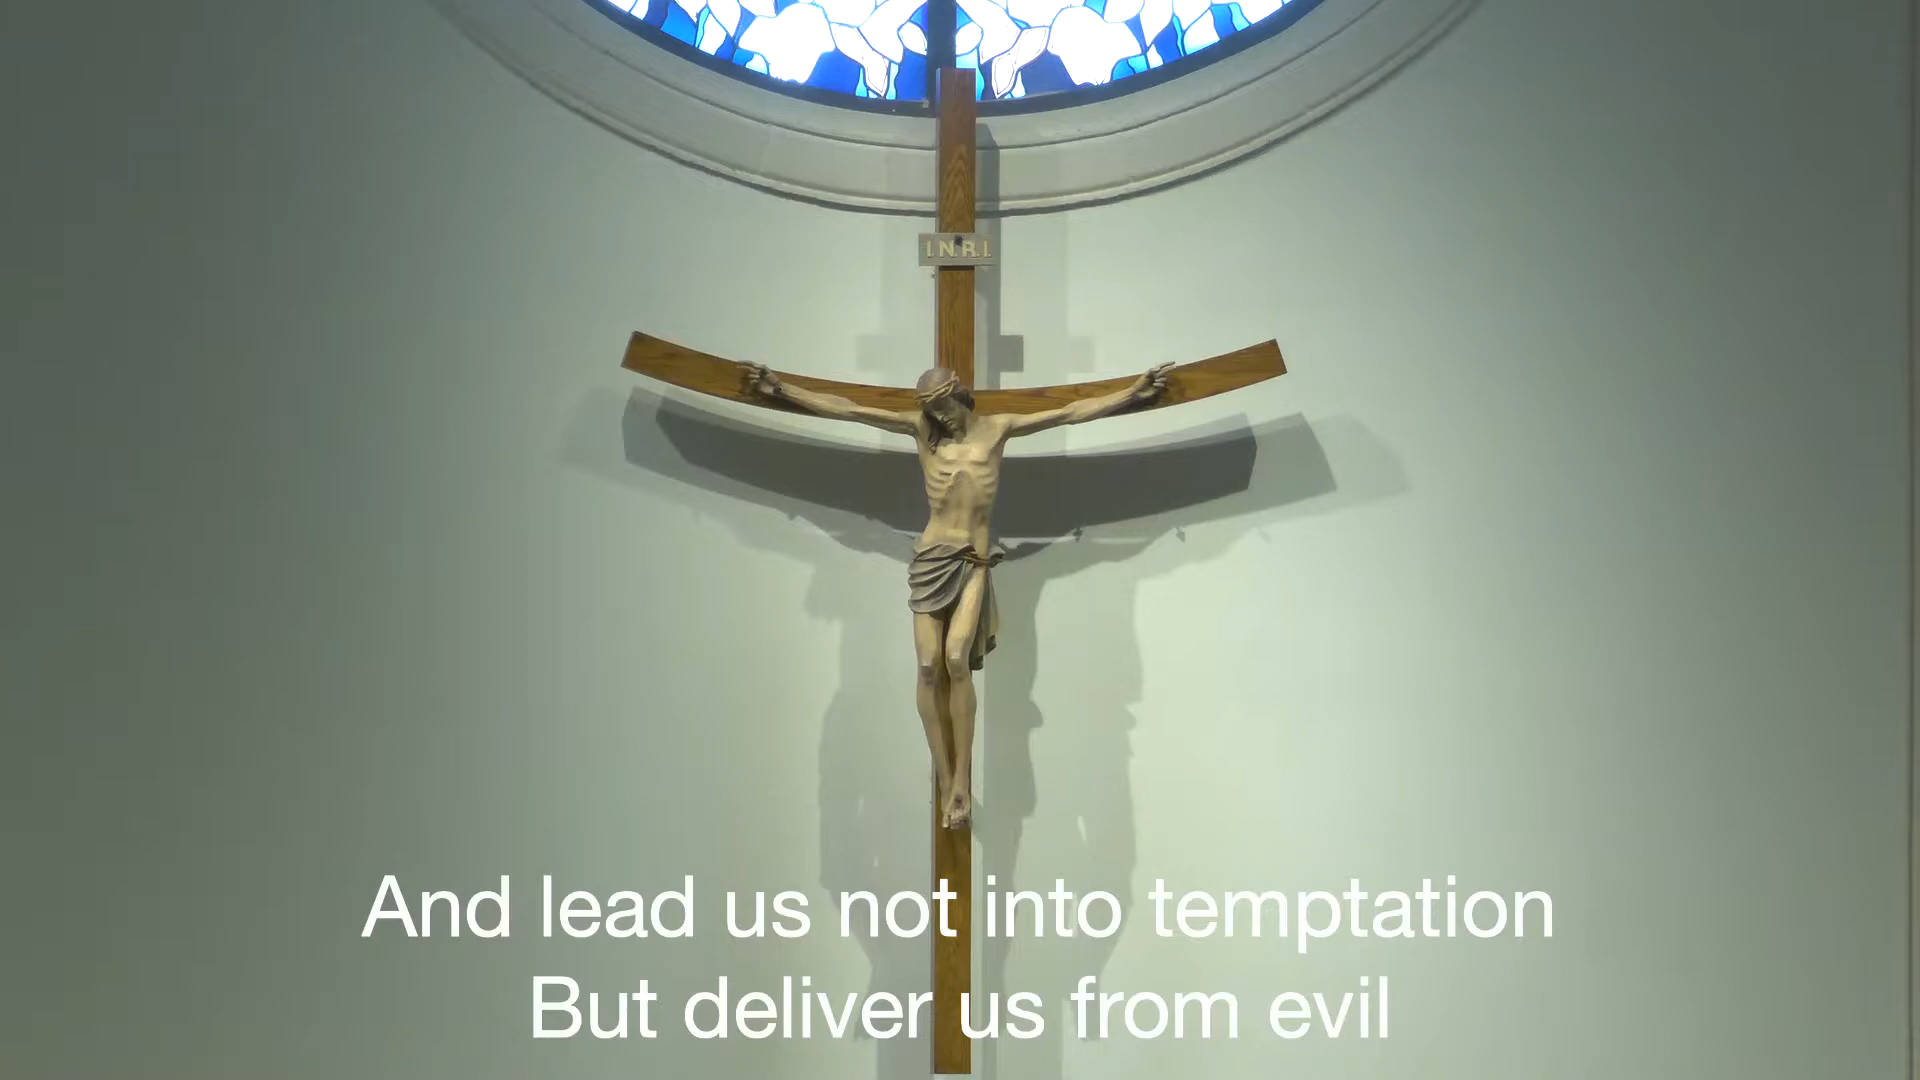 I.N.R.I.
And lead us not into temptation
But deliver us from evil